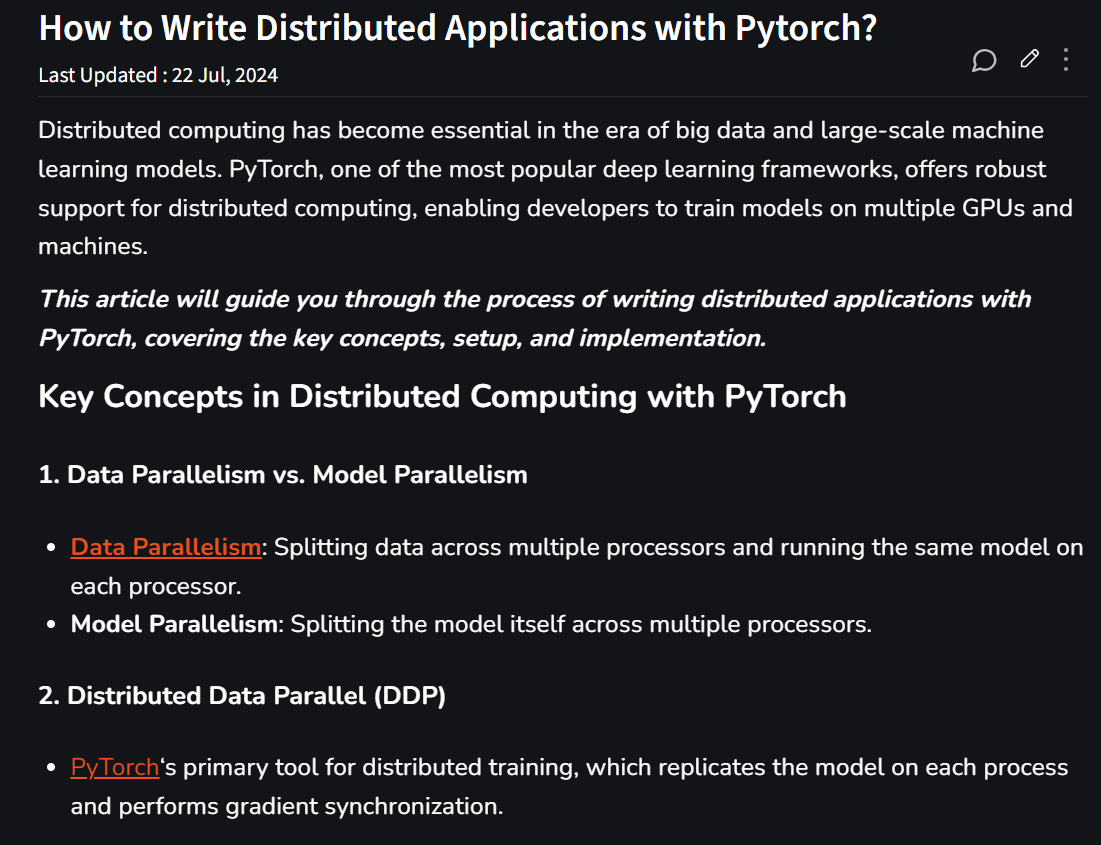 How to Write Distributed Applications with Pytorch?
Last Updated : 22 Jul, 2024
Distributed computing has become essential in the era of big data and large-scale machine
learning models. PyTorch, one of the most popular deep learning frameworks, offers robust
support for distributed computing, enabling developers to train models on multiple GPUs and
machines.
This article will guide you through the process of writing distributed applications with
PyTorch, covering the key concepts, setup, and implementation.
Key Concepts in Distributed Computing with PyTorch
1. Data Parallelism vs. Model Parallelism
• Data Parallelism: Splitting data across multiple processors and running the same model on
each processor.
• Model Parallelism: Splitting the model itself across multiple processors.
2. Distributed Data Parallel (DDP)
• PyTorch‘s primary tool for distributed training, which replicates the model on each process
and performs gradient synchronization.